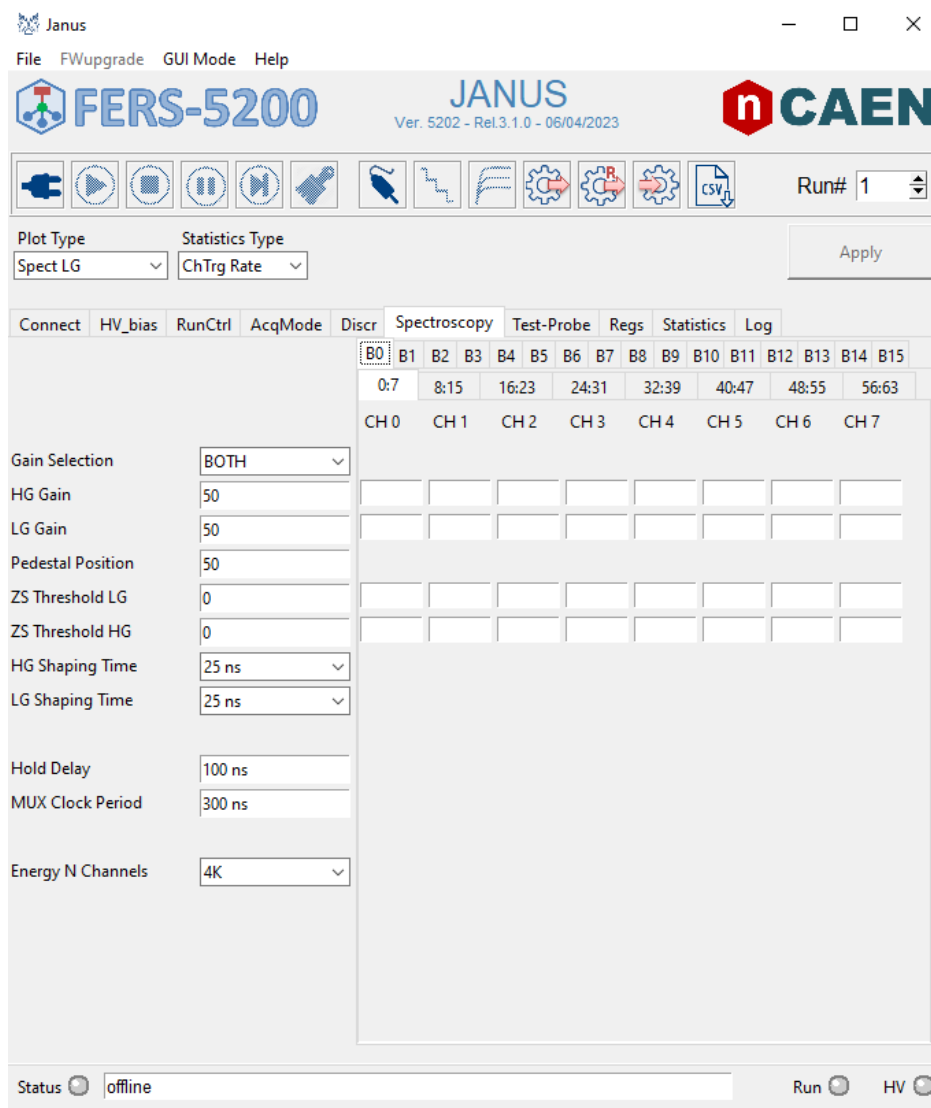 Janus
File FWupgrade GUI Mode Help
FERS-5200
JANUS
Ver. 5202 - Rel.3.1.0 - 06/04/2023
n CAEN
R
CSV
Run# 1
Plot Type Statistics Type
Spect LG ChTrg Rate
Apply
Connect HV_bias RunCtrl AcqMode Discr Spectroscopy Test-Probe Regs Statistics Log
B0 B1 B2 B3 B4 B5 B6 B7 B8 B9 B10 B11 B12 B13 B14 B15
0:7 8:15 16:23 24:31 32:39 40:47 48:55 56:63
CH 0 CH 1 CH 2 CH 3 CH 4 CH 5 CH 6 CH 7
Gain Selection BOTH
HG Gain 50
LG Gain 50
Pedestal Position 50
ZS Threshold LG 0
ZS Threshold HG 0
HG Shaping Time 25 ns
LG Shaping Time 25 ns
Hold Delay 100 ns
MUX Clock Period 300 ns
Energy N Channels 4K
Status offline Run HV